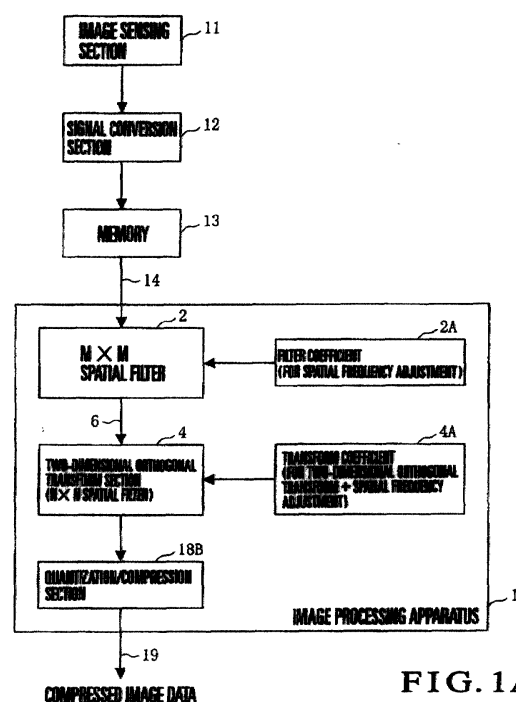 IMAGE SENSING
SECTION
11
SIGNAL CONVERSION
SECTION
12
MEMORY
13
14
2
M × M
SPATIAL FILTER
2A
FILTER COEFFICIENT
(FOR SPATIAL FREQUENCY ADJUSTMENT)
6
4
TWO-DIMENSIONAL ORTHOGONAL
TRANSFORM SECTION
(N × N SPATIAL FILTER)
4A
TRANSFORM COEFFICIENT
(FOR TWO-DIMENSIONAL ORTHOGONAL
TRANSFORM + SPATIAL FREQUENCY
ADJUSTMENT)
18B
QUANTIZATION/COMPRESSION
SECTION
1
IMAGE PROCESSING APPARATUS
19
COMPRESSED IMAGE DATA